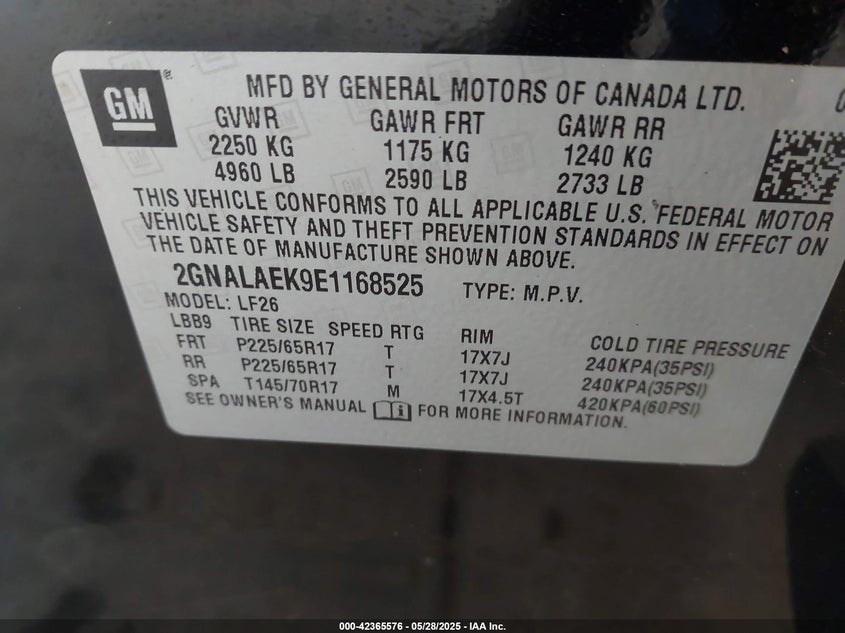 GM
MFD BY GENERAL MOTORS OF CANADA LTD.
GVWR GAWR FRT GAWR RR
2250 KG 1175 KG 1240 KG
4960 LB 2590 LB 2733 LB
THIS VEHICLE CONFORMS TO ALL APPLICABLE U.S. FEDERAL MOTOR
VEHICLE SAFETY AND THEFT PREVENTION STANDARDS IN EFFECT ON
THE DATE OF MANUFACTURE SHOWN ABOVE.
2GNALAEK9E1168525 TYPE: M.P.V.
MODEL: LF26
LBB9 TIRE SIZE SPEED RTG RIM COLD TIRE PRESSURE
FRT P225/65R17 T 17X7J 240KPA(35PSI)
RR P225/65R17 T 17X7J 240KPA(35PSI)
SPA T145/70R17 M 17X4.5T 420KPA(60PSI)
SEE OWNER'S MANUAL FOR MORE INFORMATION.
000-42365576 / 05/28/2025 - IAA Inc.